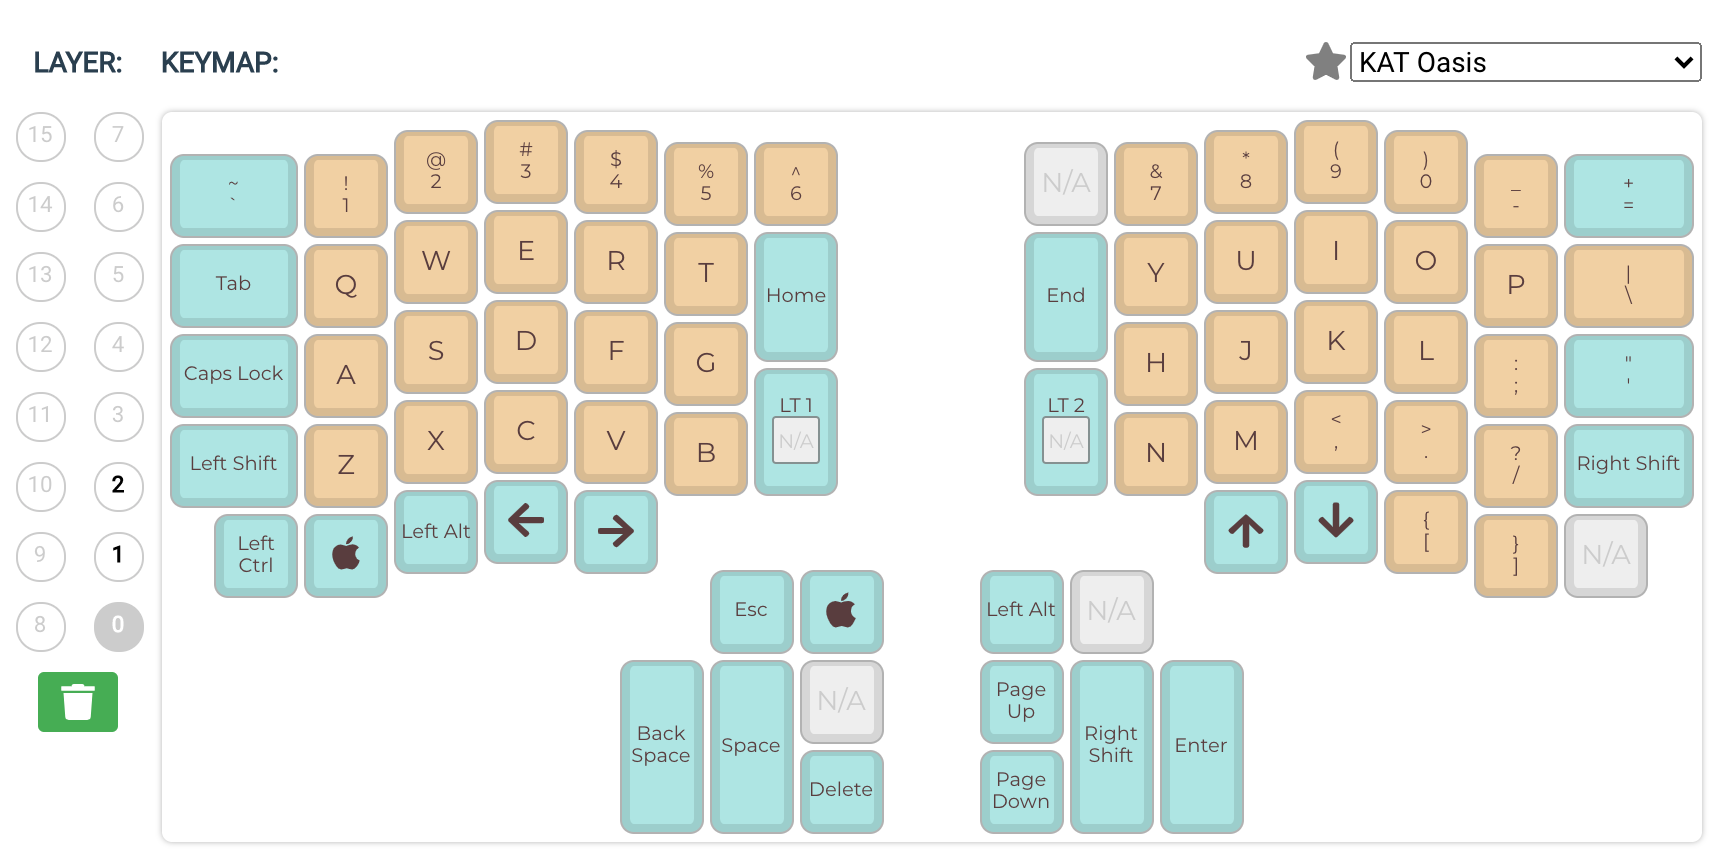 LAYER: KEYMAP: KAT Oasis
15 7
14 6
13 5
12 4
11 3
10 2
9 1
8 0
~
`
!
1
@
2
#
3
$
4
%
5
^
6
N/A
&
7
*
8
(
9
)
0
_
-
+
=
Tab
Q
W
E
R
T
Home
End
Y
U
I
O
P
|
\
Caps Lock
A
S
D
F
G
LT 1
N/A
LT 2
N/A
H
J
K
L
:
;
"
'
Left Shift
Z
X
C
V
B
N
M
<
,
>
.
?
/
Right Shift
Left
Ctrl
Left Alt
{
[
}
]
N/A
Esc
Left Alt
N/A
Back
Space
Space
N/A
Delete
Page
Up
Page
Down
Right
Shift
Enter